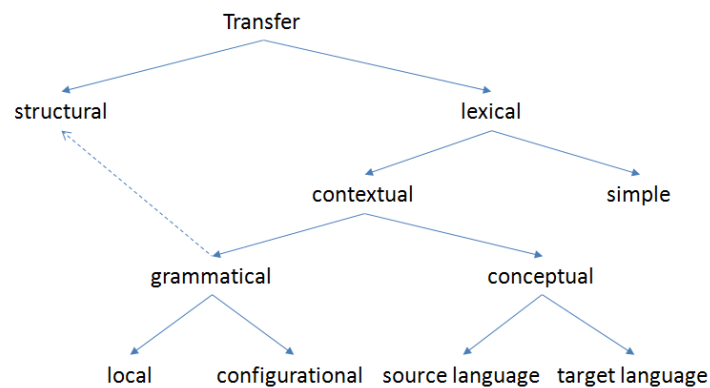 Transfer
structural lexical
contextual simple
grammatical conceptual
local configurational source language target language